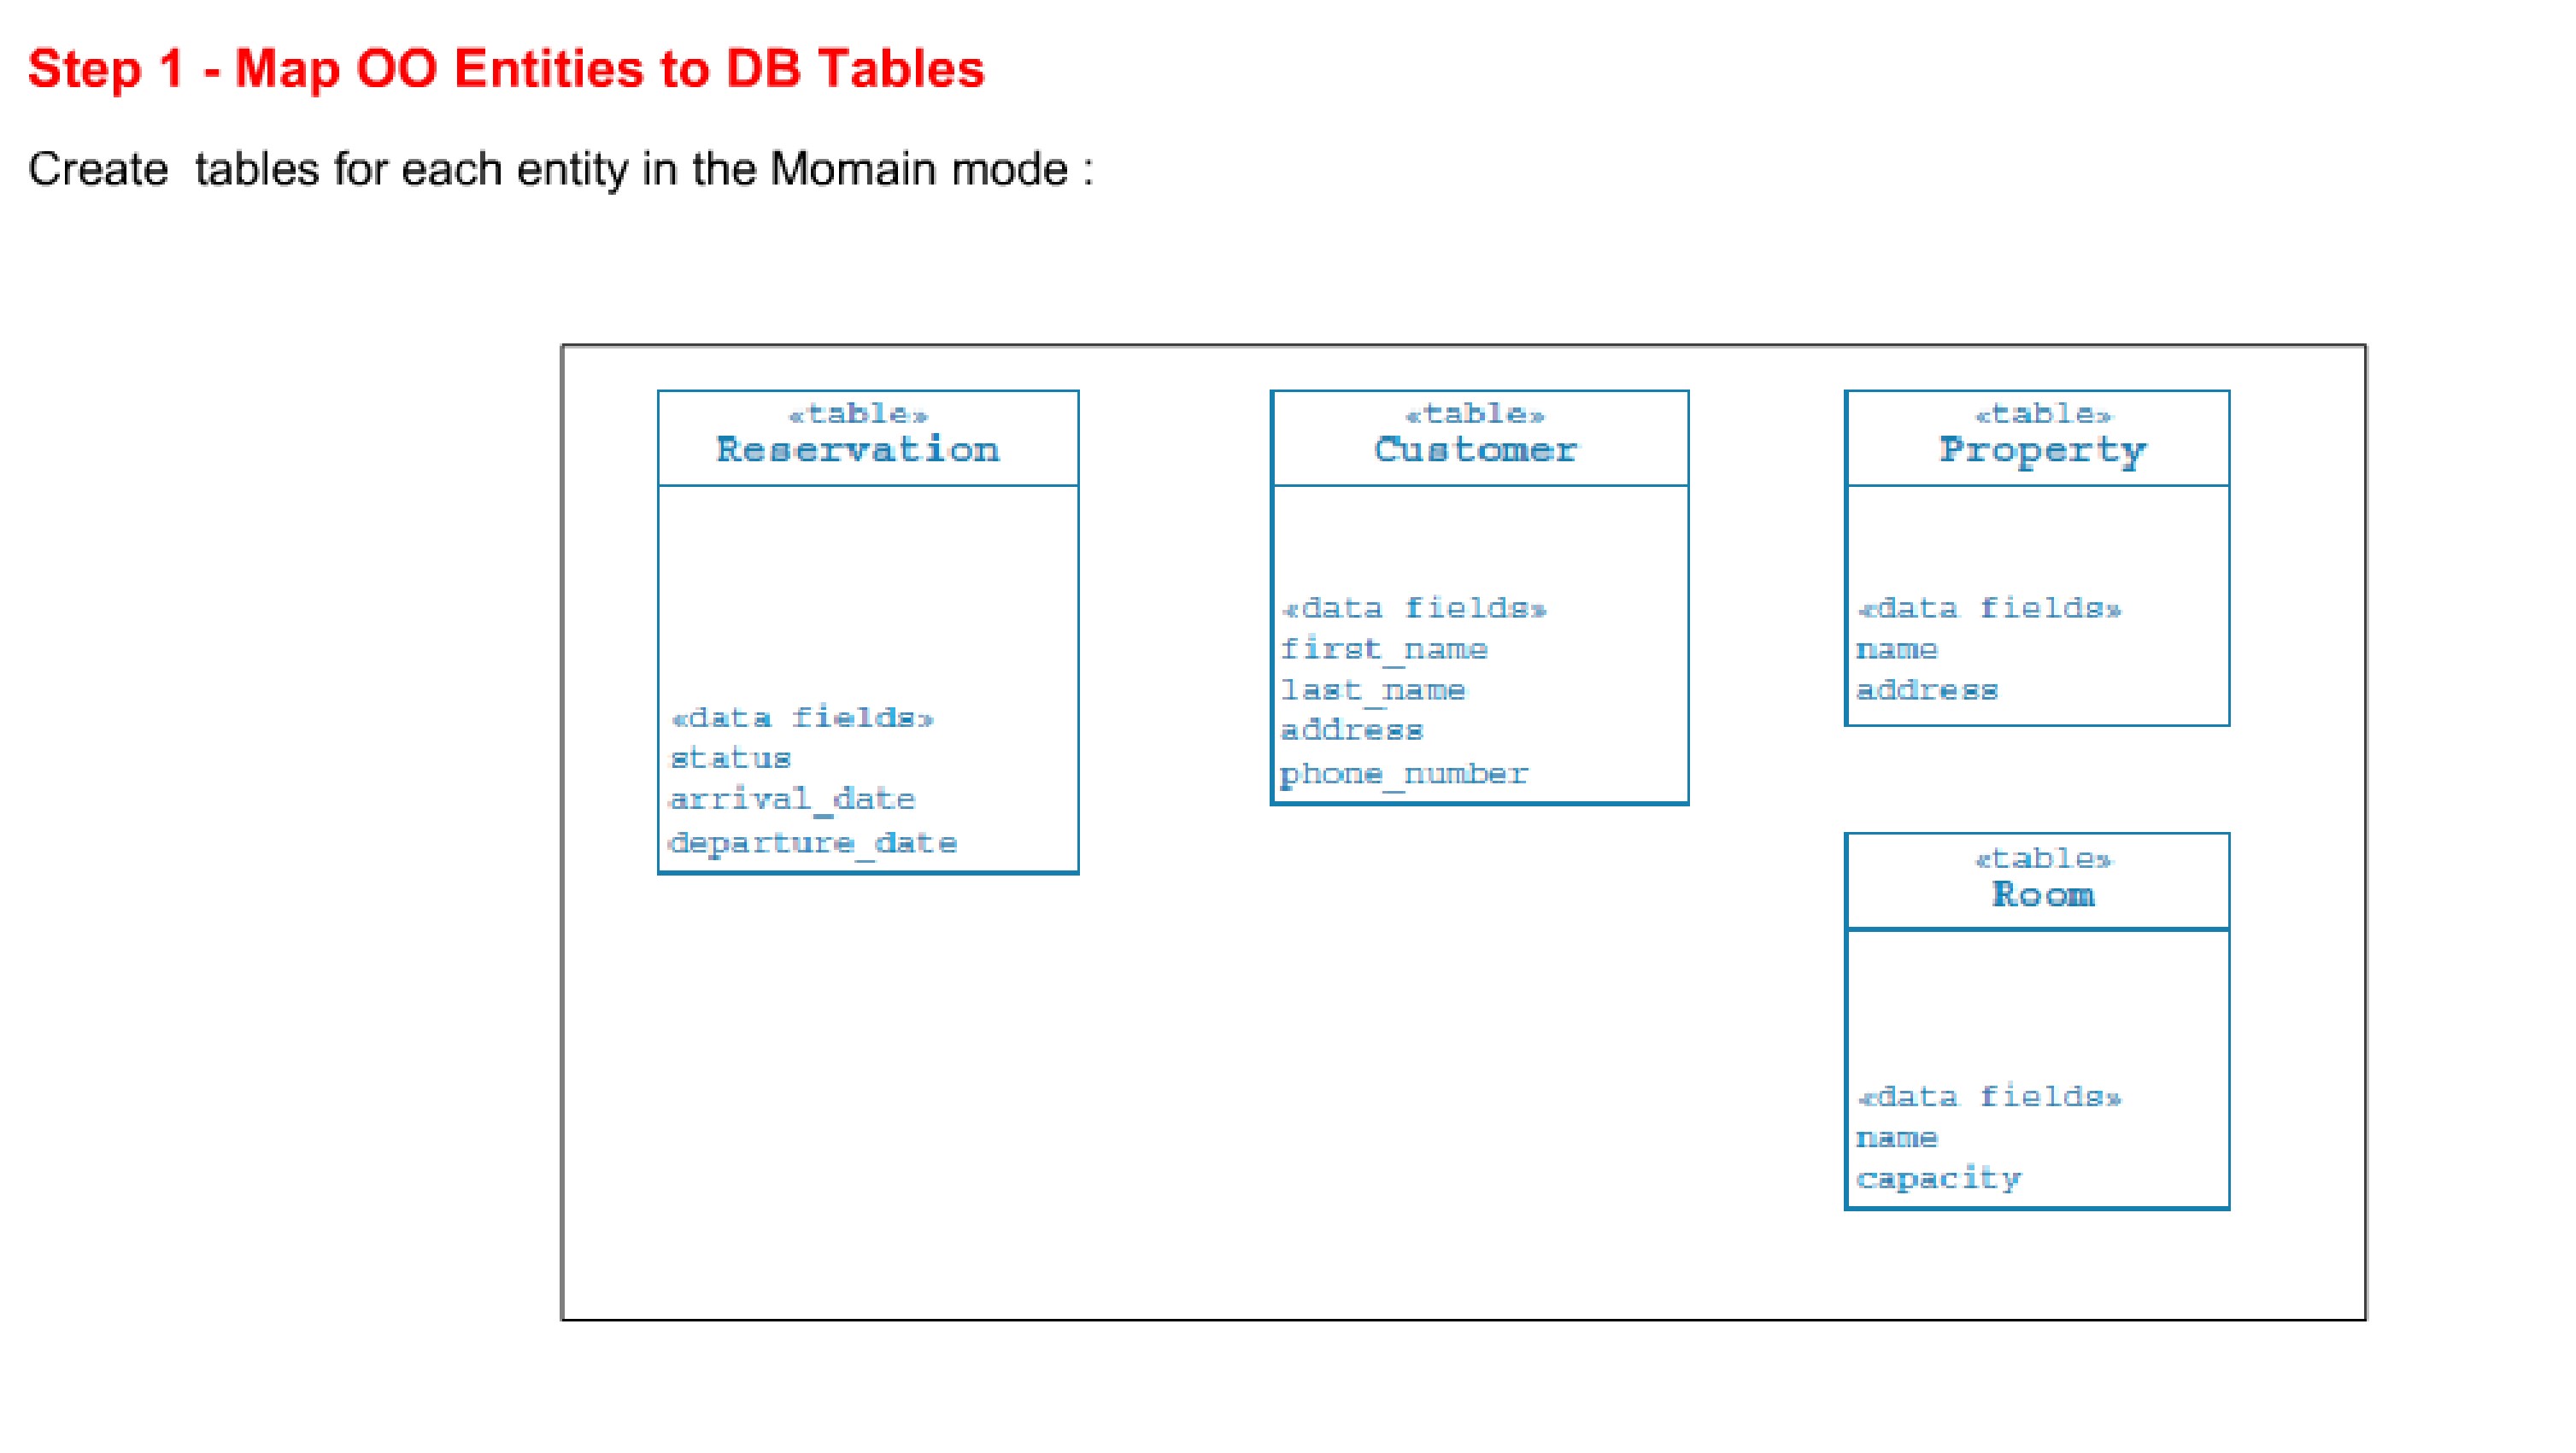 Step 1 - Map OO Entities to DB Tables
Create  tables for each entity in the Momain mode :
«table»
Reservation
«data fields»
status
arrival_date
departure_date
«table»
Customer
«data fields»
first_name
last_name
address
phone_number
«table»
Property
«data fields»
name
address
«table»
Room
«data fields»
name
capacity